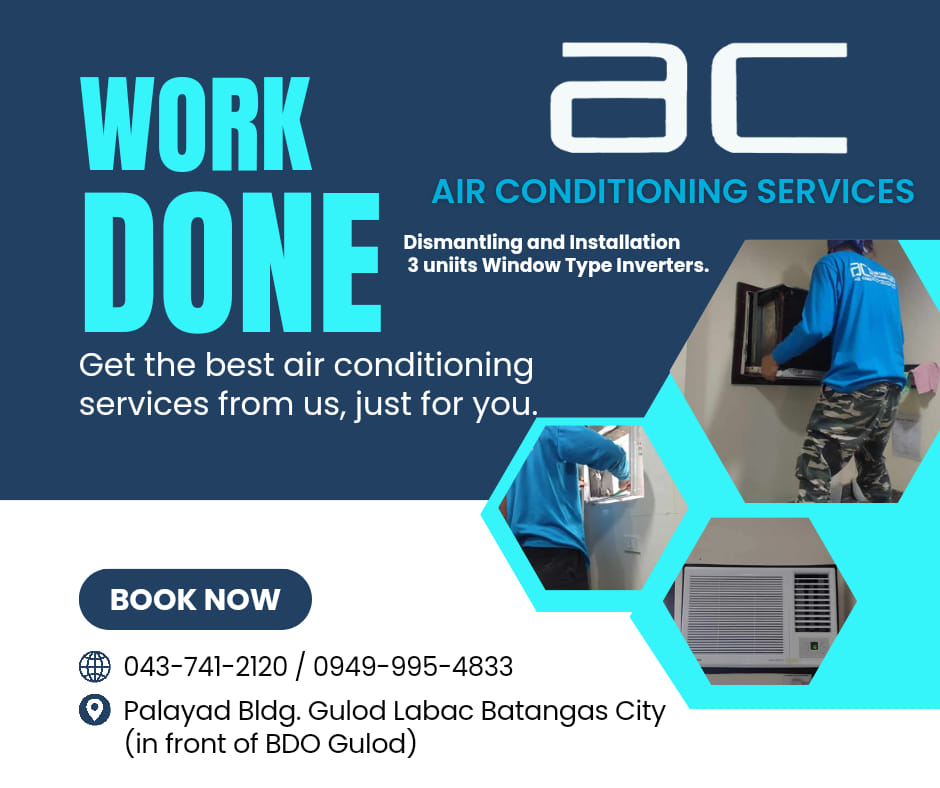 WORK
DONE
ac
AIR CONDITIONING SERVICES
Dismantling and Installation
3 uniits Window Type Inverters.
Get the best air conditioning
services from us, just for you.
BOOK NOW
043-741-2120 / 0949-995-4833
Palayad Bldg. Gulod Labac Batangas City
(in front of BDO Gulod)
ac